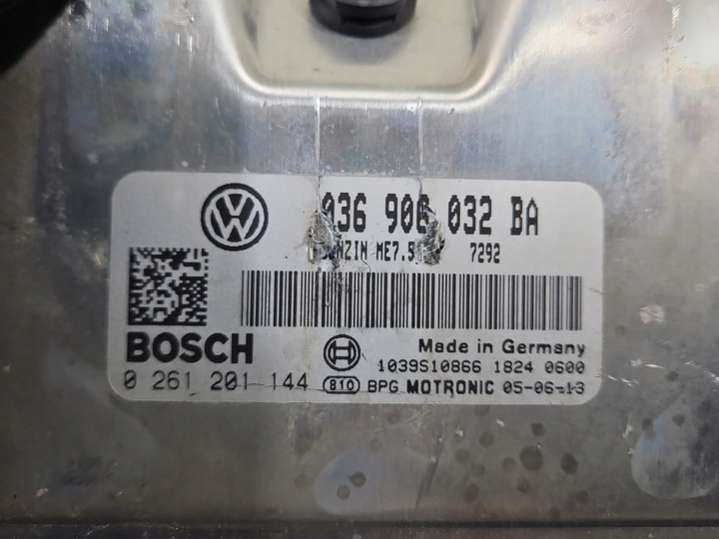 036 906 032 BA
ME7.5 7292
BOSCH
Made in Germany
1039S10866 1824 0600
0 261 201 144 810 BPG MOTRONIC 05-06-13